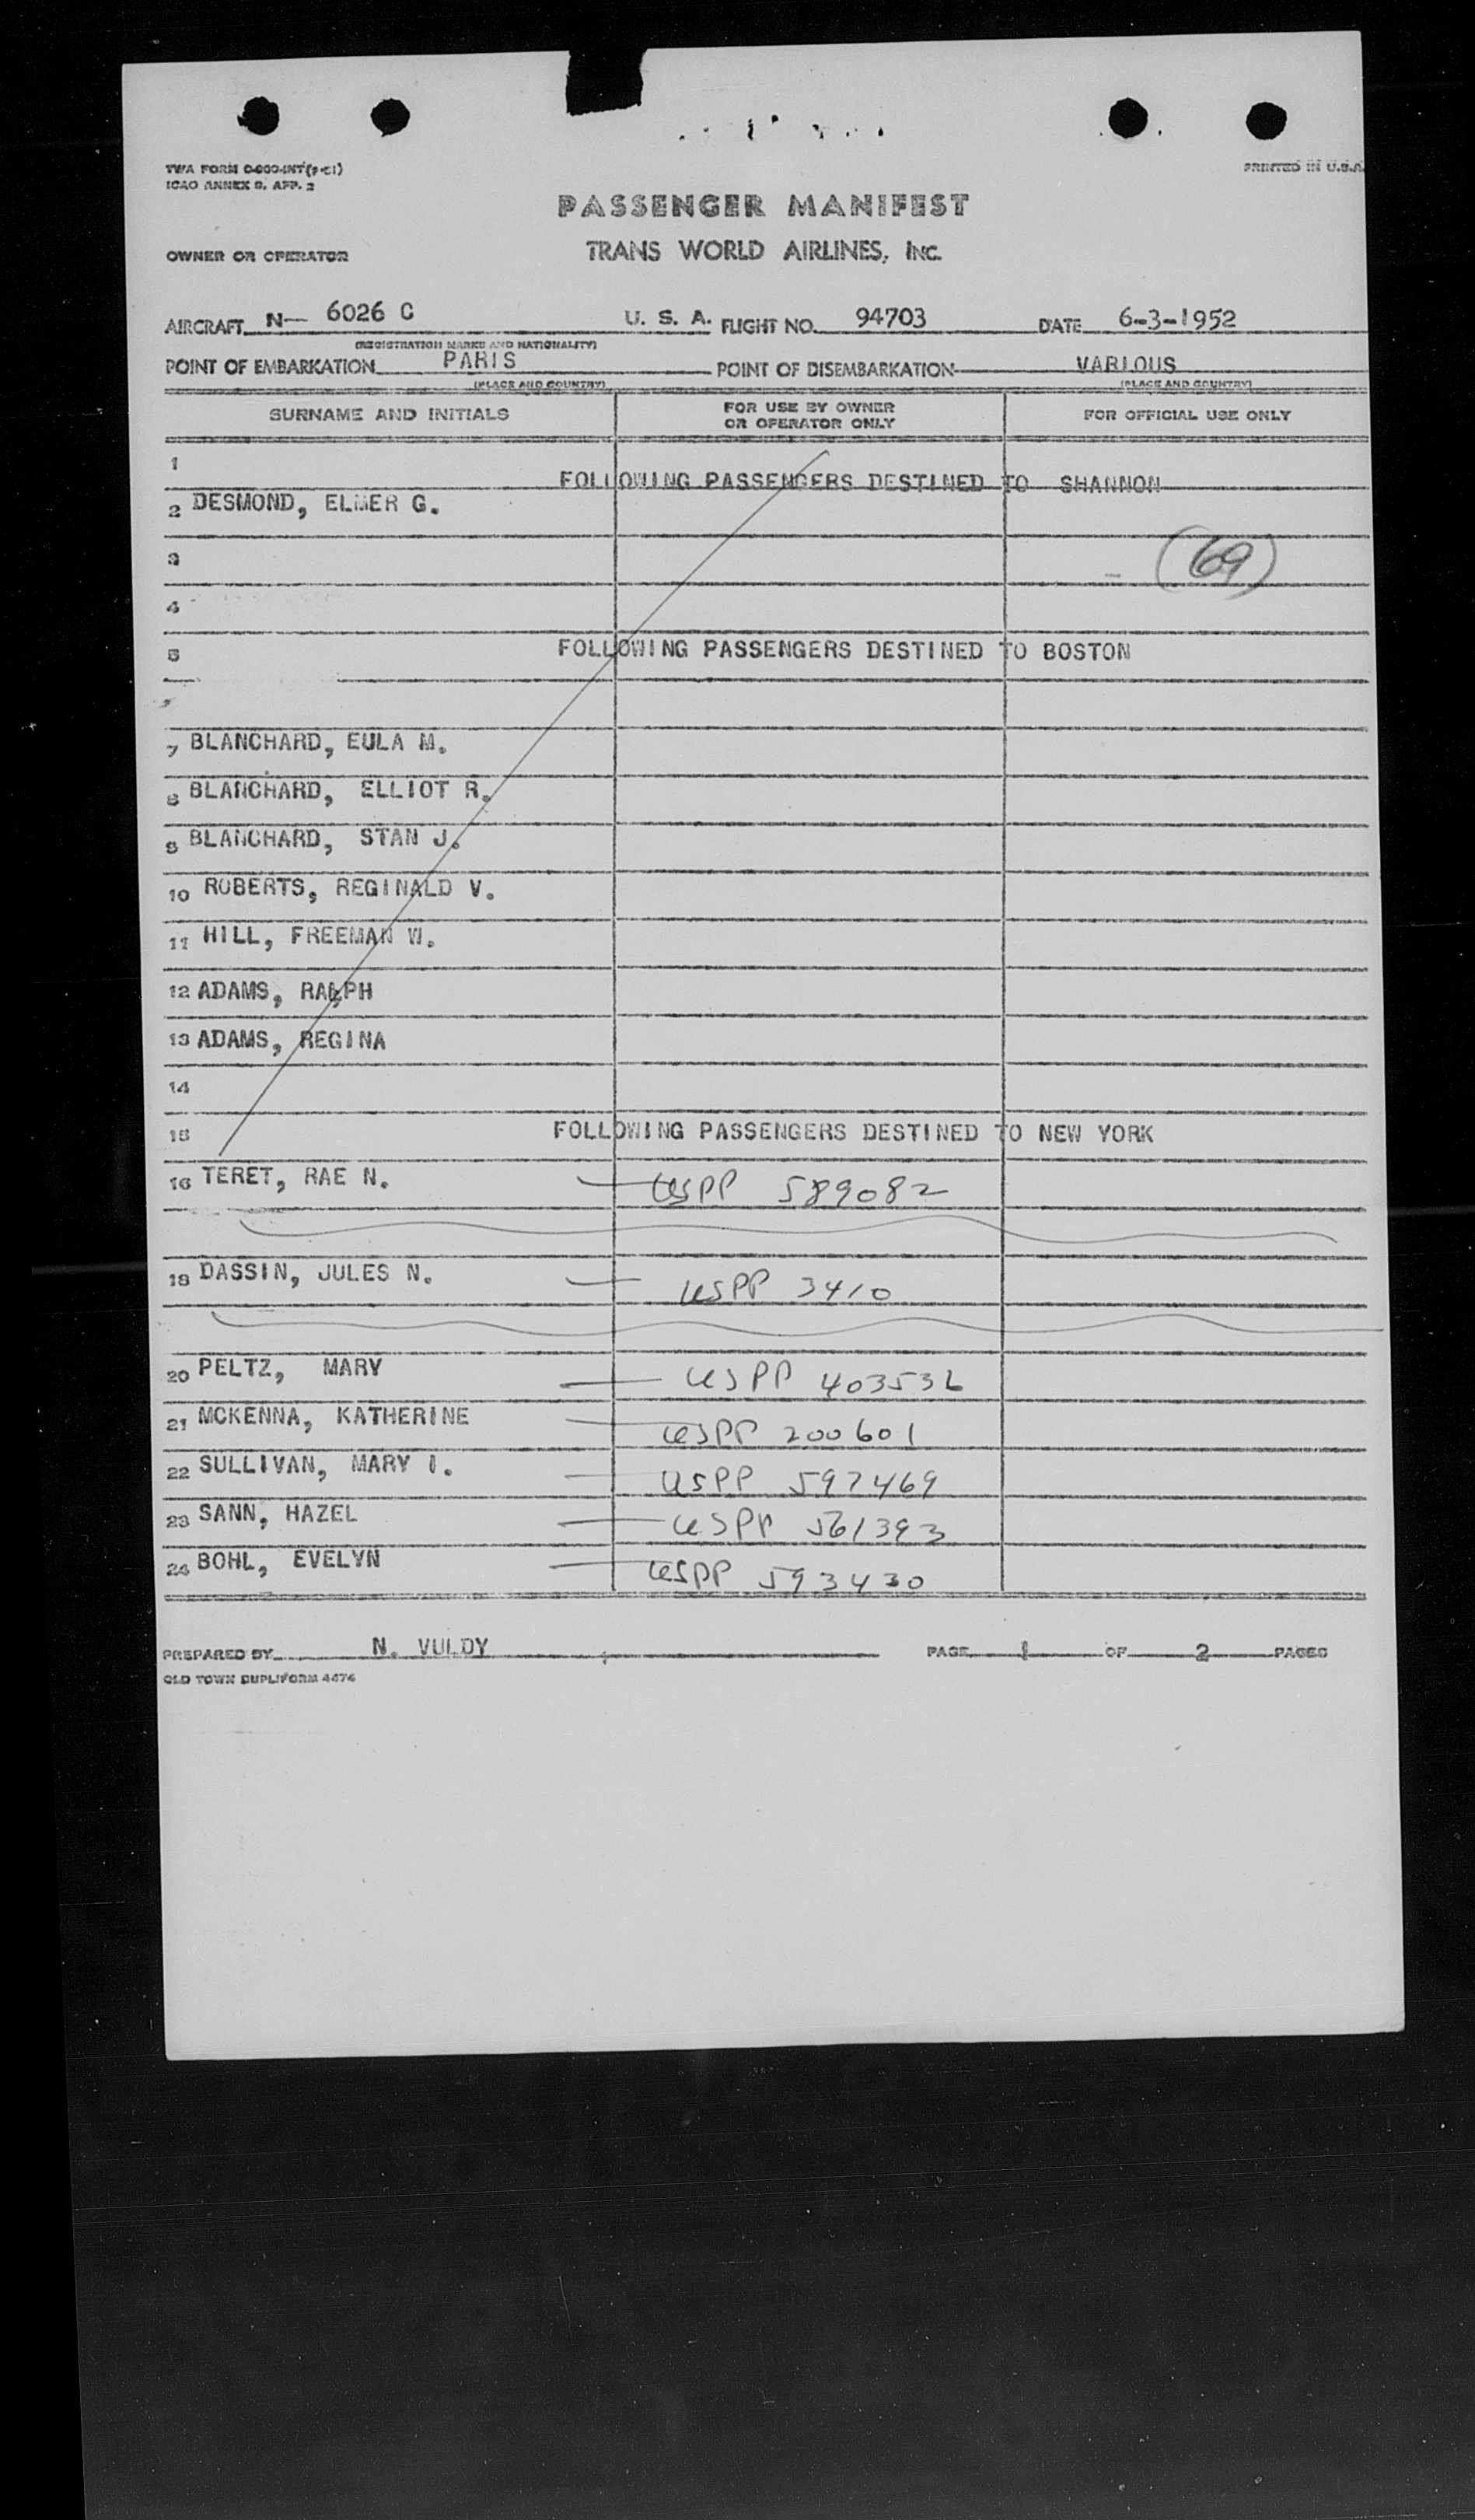 TWA FORM 0-800-INT(9-51)
ICAO ANNEX 9, APP. 2
PRINTED IN U.S.A.
PASSENGER MANIFEST
OWNER OR OPERATOR TRANS WORLD AIRLINES, INC.
AIRCRAFT N— 6026 C U. S. A. FLIGHT NO. 94703 DATE 6-3-1952
(REGISTRATION MARKS AND NATIONALITY)
POINT OF EMBARKATION PARIS POINT OF DISEMBARKATION VARIOUS
(PLACE AND COUNTRY) (PLACE AND COUNTRY)
SURNAME AND INITIALS FOR USE BY OWNER OR OPERATOR ONLY FOR OFFICIAL USE ONLY
1 FOLLOWING PASSENGERS DESTINED TO SHANNON
2 DESMOND, ELMER G.
3 (69)
4
5 FOLLOWING PASSENGERS DESTINED TO BOSTON
7 BLANCHARD, EULA M.
8 BLANCHARD, ELLIOT R.
9 BLANCHARD, STAN J.
10 ROBERTS, REGINALD V.
11 HILL, FREEMAN W.
12 ADAMS, RALPH
13 ADAMS, REGINA
14
15 FOLLOWING PASSENGERS DESTINED TO NEW YORK
16 TERET, RAE N. — USPP 589082
18 DASSIN, JULES N. — USPP 3410
20 PELTZ, MARY — USPP 403536
21 MCKENNA, KATHERINE — USPP 200601
22 SULLIVAN, MARY I. — USPP 597469
23 SANN, HAZEL — USPP 561393
24 BOHL, EVELYN — USPP 593430
PREPARED BY N. VULDY PAGE 1 OF 2 PAGES
OLD TOWN DUPLIFORM 4474